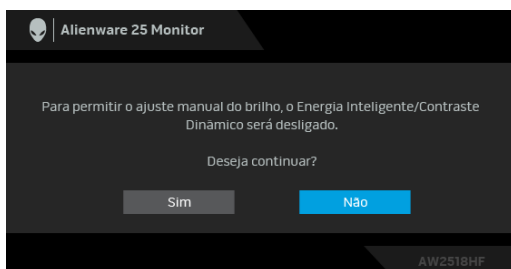 Alienware 25 Monitor
Para permitir o ajuste manual do brilho, o Energia Inteligente/Contraste
Dinâmico será desligado.
Deseja continuar?
Sim
Não
AW2518HF